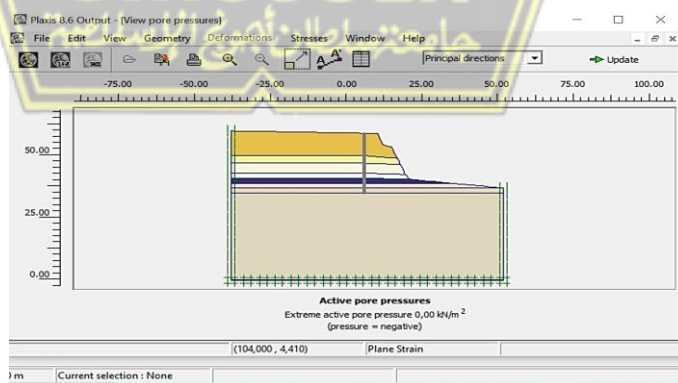 Plaxis 8.6 Output - [View pore pressures]
File Edit View Geometry Deformations Stresses Window Help
Principal directions
Update
-75.00 -50.00 -25.00 0.00 25.00 50.00 75.00 100.00
50.00
25.00
0.00
Active pore pressures
Extreme active pore pressure 0,00 kN/m²
(pressure = negative)
(104,000 , 4,410) Plane Strain
0 m Current selection : None